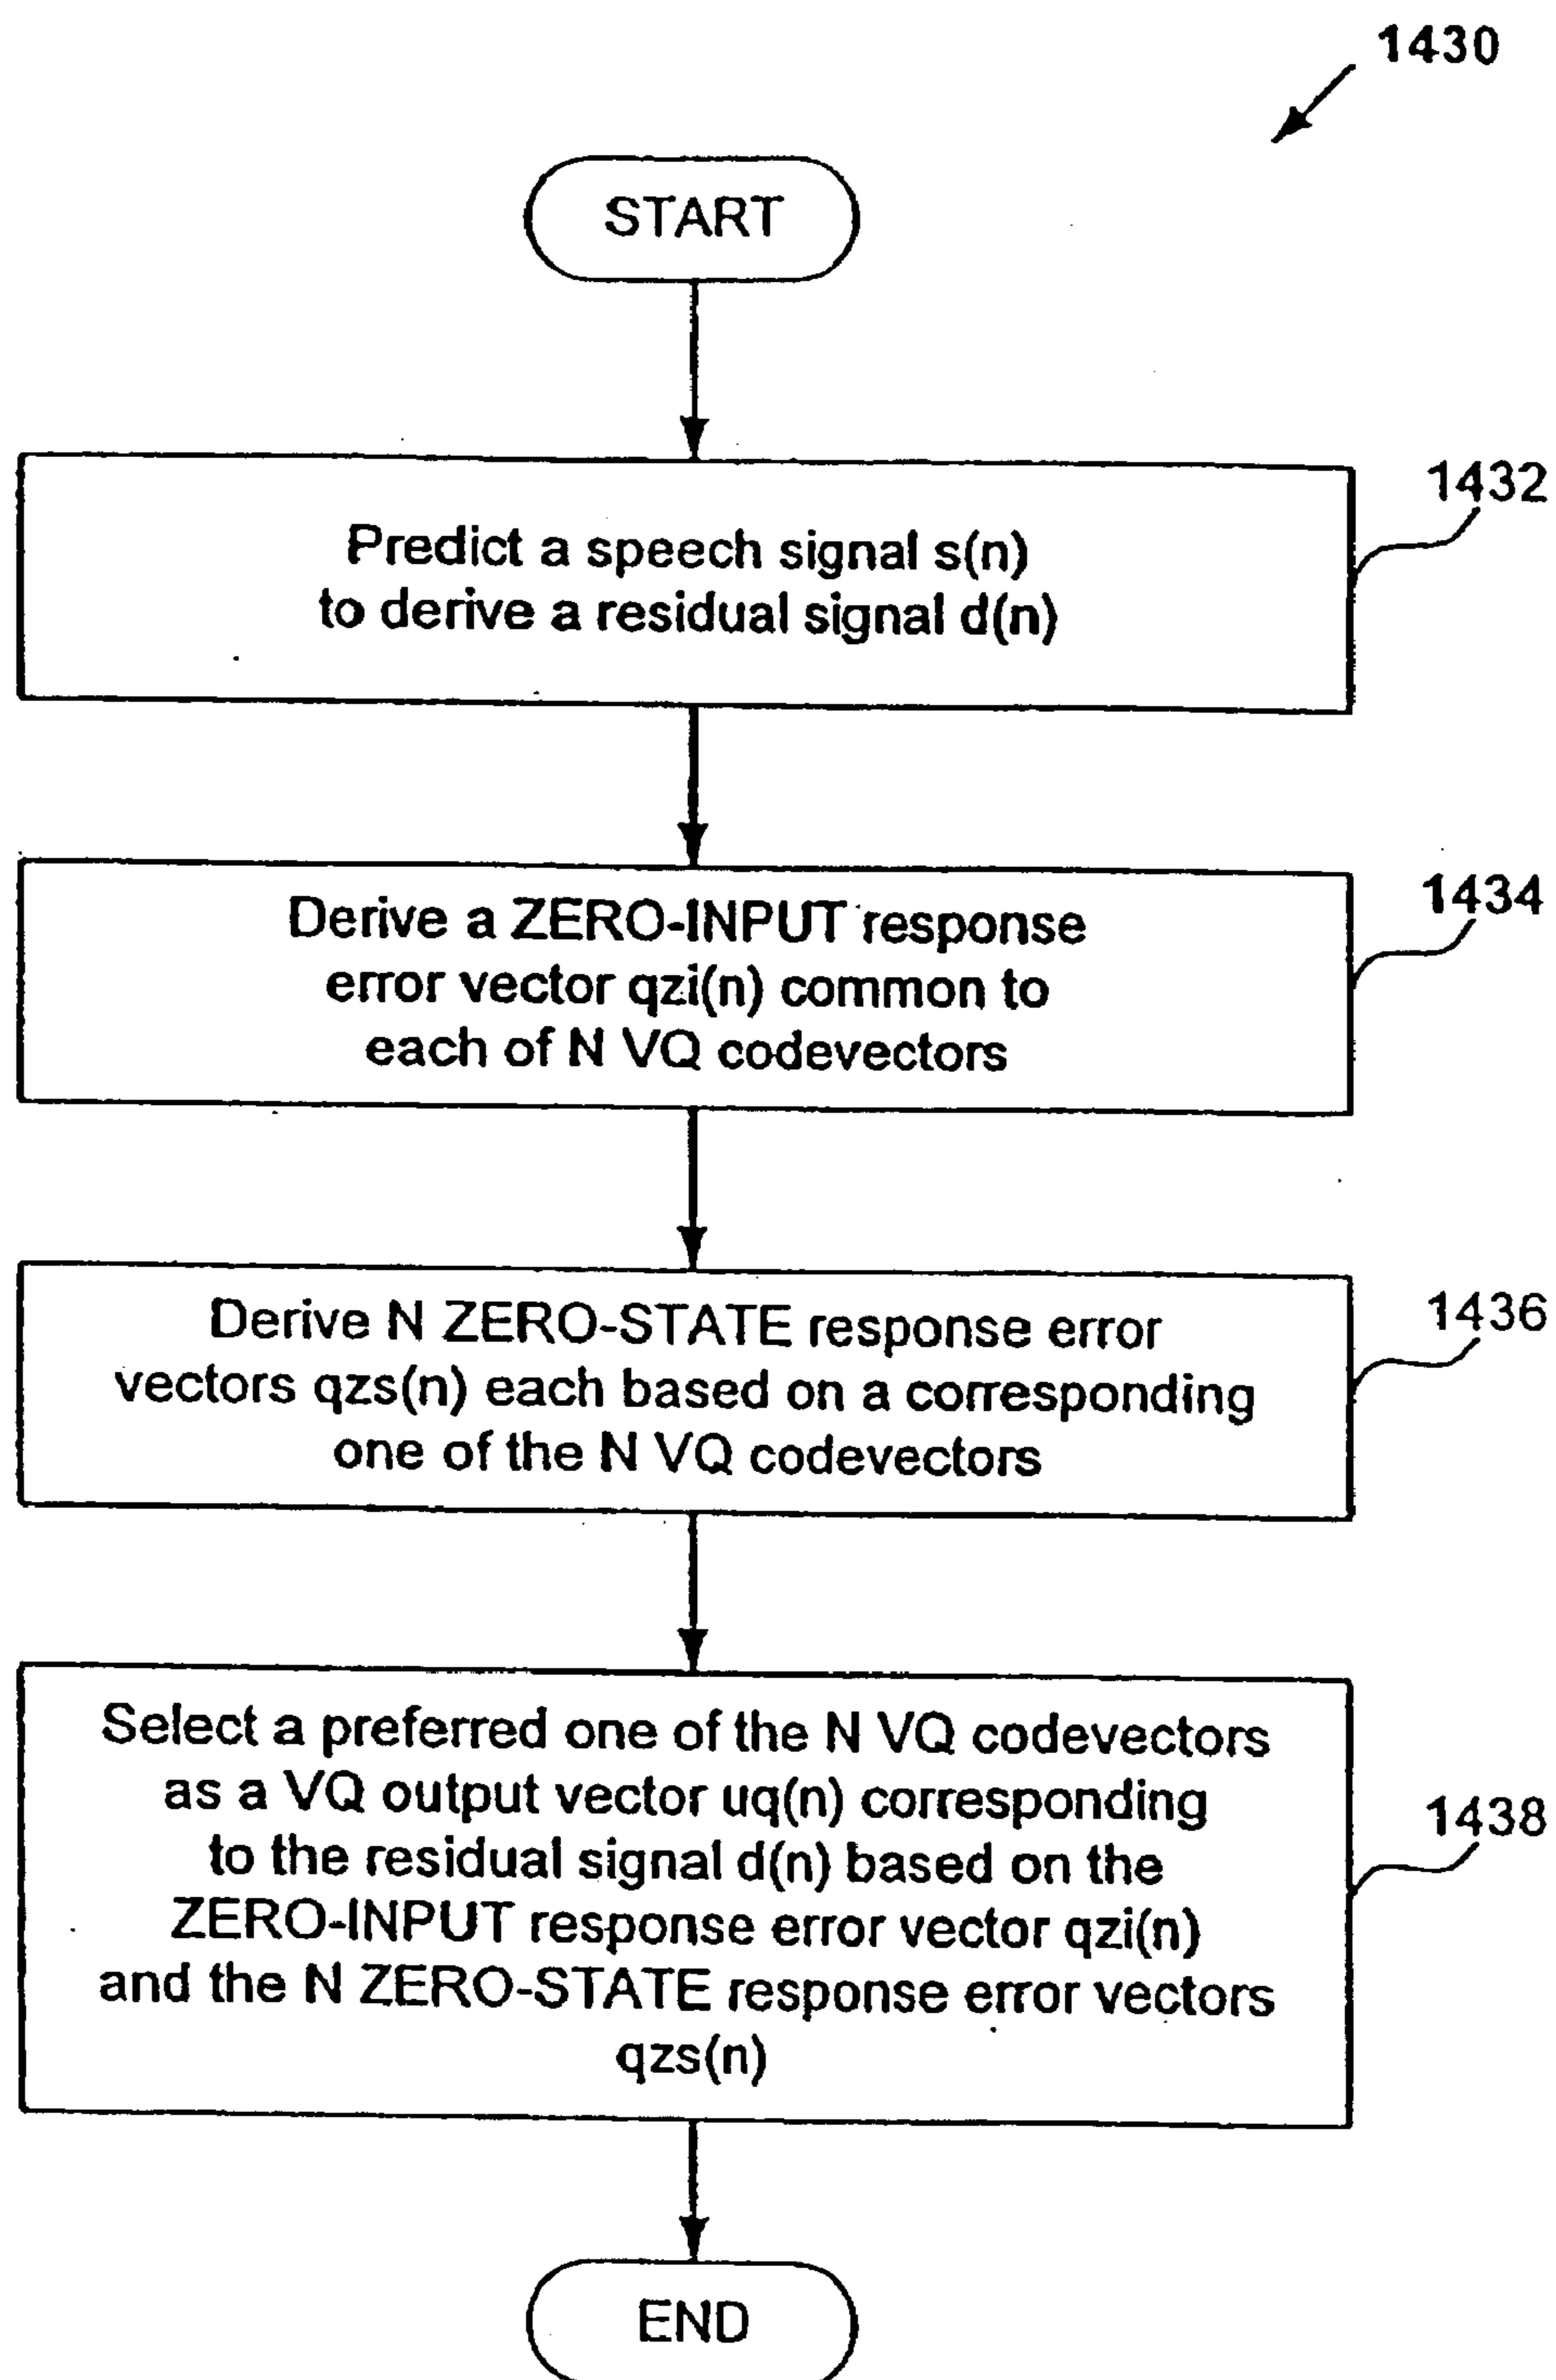 1430
START
1432
Predict a speech signal s(n)
to derive a residual signal d(n)
1434
Derive a ZERO-INPUT response
error vector qzi(n) common to
each of N VQ codevectors
1436
Derive N ZERO-STATE response error
vectors qzs(n) each based on a corresponding
one of the N VQ codevectors
Select a preferred one of the N VQ codevectors
as a VQ output vector uq(n) corresponding
1438
to the residual signal d(n) based on the
ZERO-INPUT response error vector qzi(n)
and the N ZERO-STATE response error vectors
qzs(n)
END